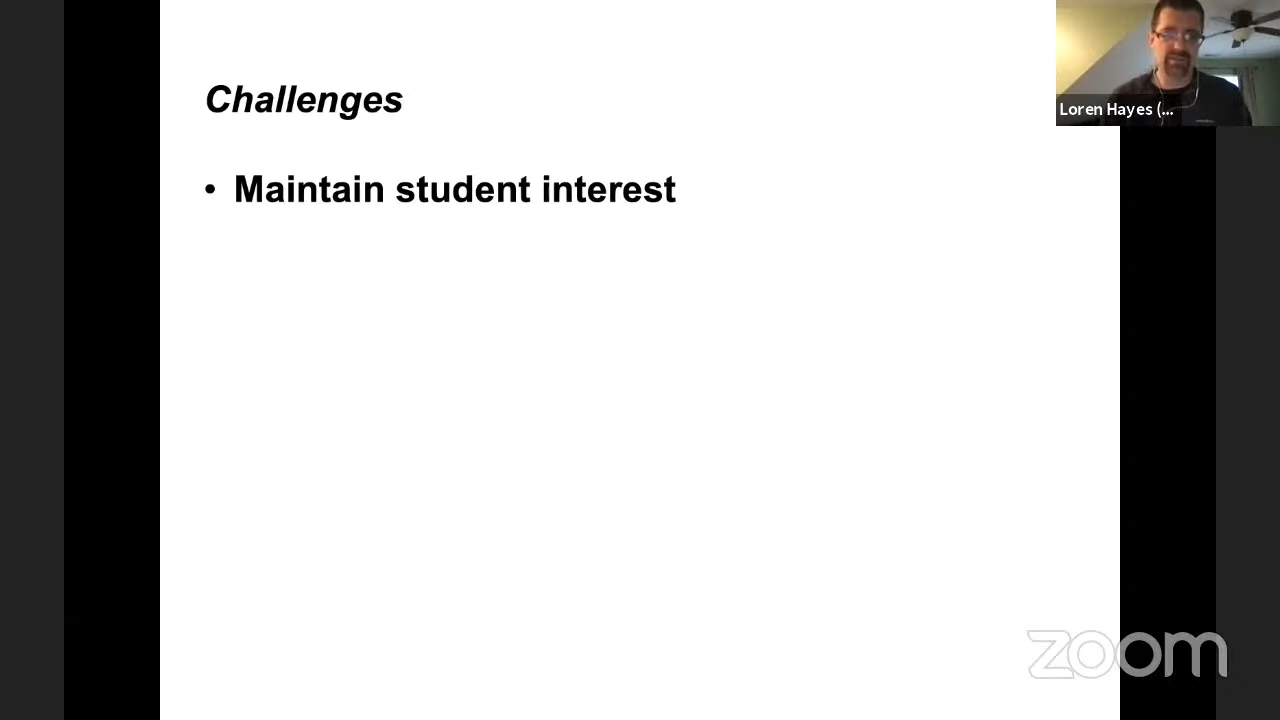 Challenges
• Maintain student interest
Loren Hayes (...
zoom